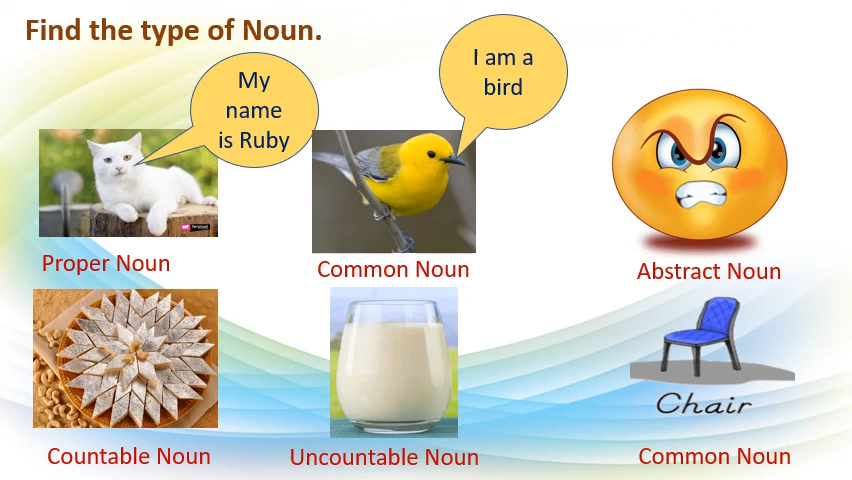 Find the type of Noun.
My
name
is Ruby
I am a
bird
Proper Noun
Common Noun
Abstract Noun
Chair
Countable Noun
Uncountable Noun
Common Noun